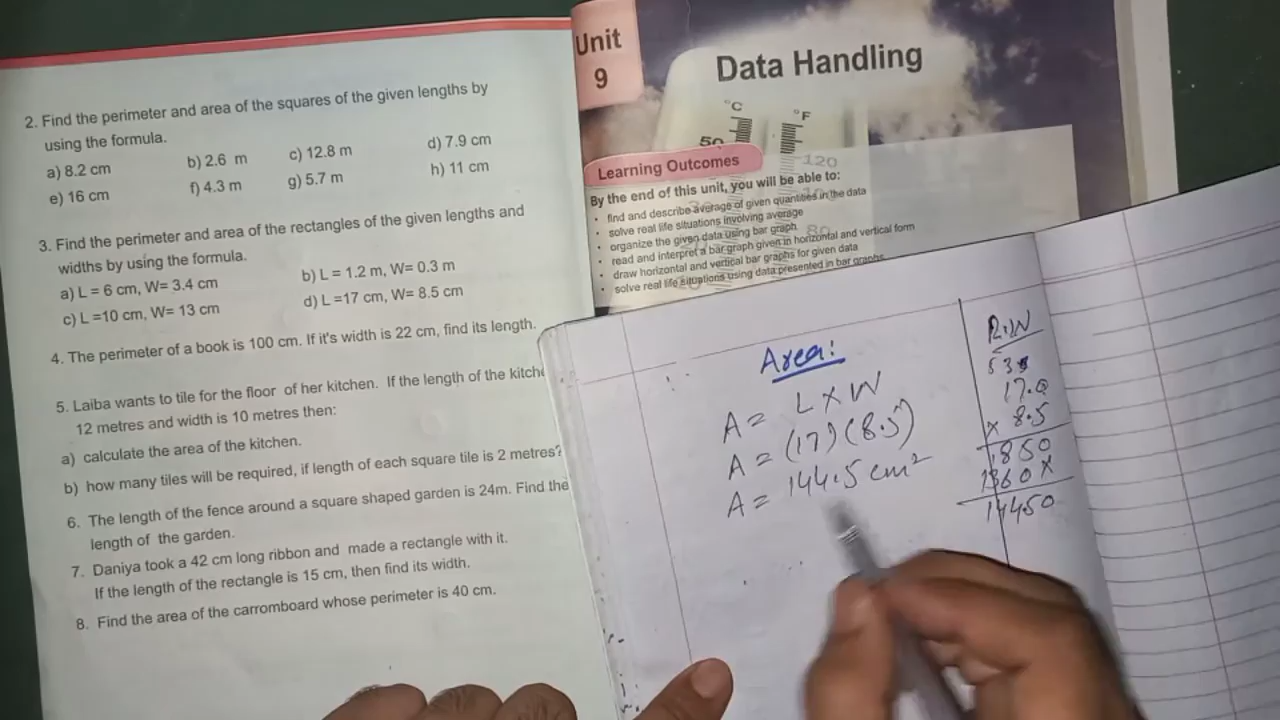 2. Find the perimeter and area of the squares of the given lengths by
using the formula.
a) 8.2 cm b) 2.6 m c) 12.8 m d) 7.9 cm
e) 16 cm f) 4.3 m g) 5.7 m h) 11 cm
3. Find the perimeter and area of the rectangles of the given lengths and
widths by using the formula.
a) L = 6 cm, W= 3.4 cm b) L = 1.2 m, W= 0.3 m
c) L =10 cm, W= 13 cm d) L =17 cm, W= 8.5 cm
4. The perimeter of a book is 100 cm. If it's width is 22 cm, find its length.
5. Laiba wants to tile for the floor of her kitchen. If the length of the
12 metres and width is 10 metres then:
a) calculate the area of the kitchen.
b) how many tiles will be required, if length of each square tile is 2 metres?
6. The length of the fence around a square shaped garden is 24m. Find the
length of the garden.
7. Daniya took a 42 cm long ribbon and made a rectangle with it.
If the length of the rectangle is 15 cm, then find its width.
8. Find the area of the carromboard whose perimeter is 40 cm.
Unit
9
Data Handling
°C °F
50
120
Learning Outcomes
By the end of this unit, you will be able to:
• find and describe average of given quantities in the data
• solve real life situations involving average
• organize the given data using bar graph
• read and interpret a bar graph given in horizontal and vertical form
• draw horizontal and vertical bar graphs for given data
• solve real life situations using data presented in bar graphs
Area:
A = L x W
A = (17) (8.5)
A = 144.5 cm²
R.W
17.0
x 8.5
850
1360x
14450